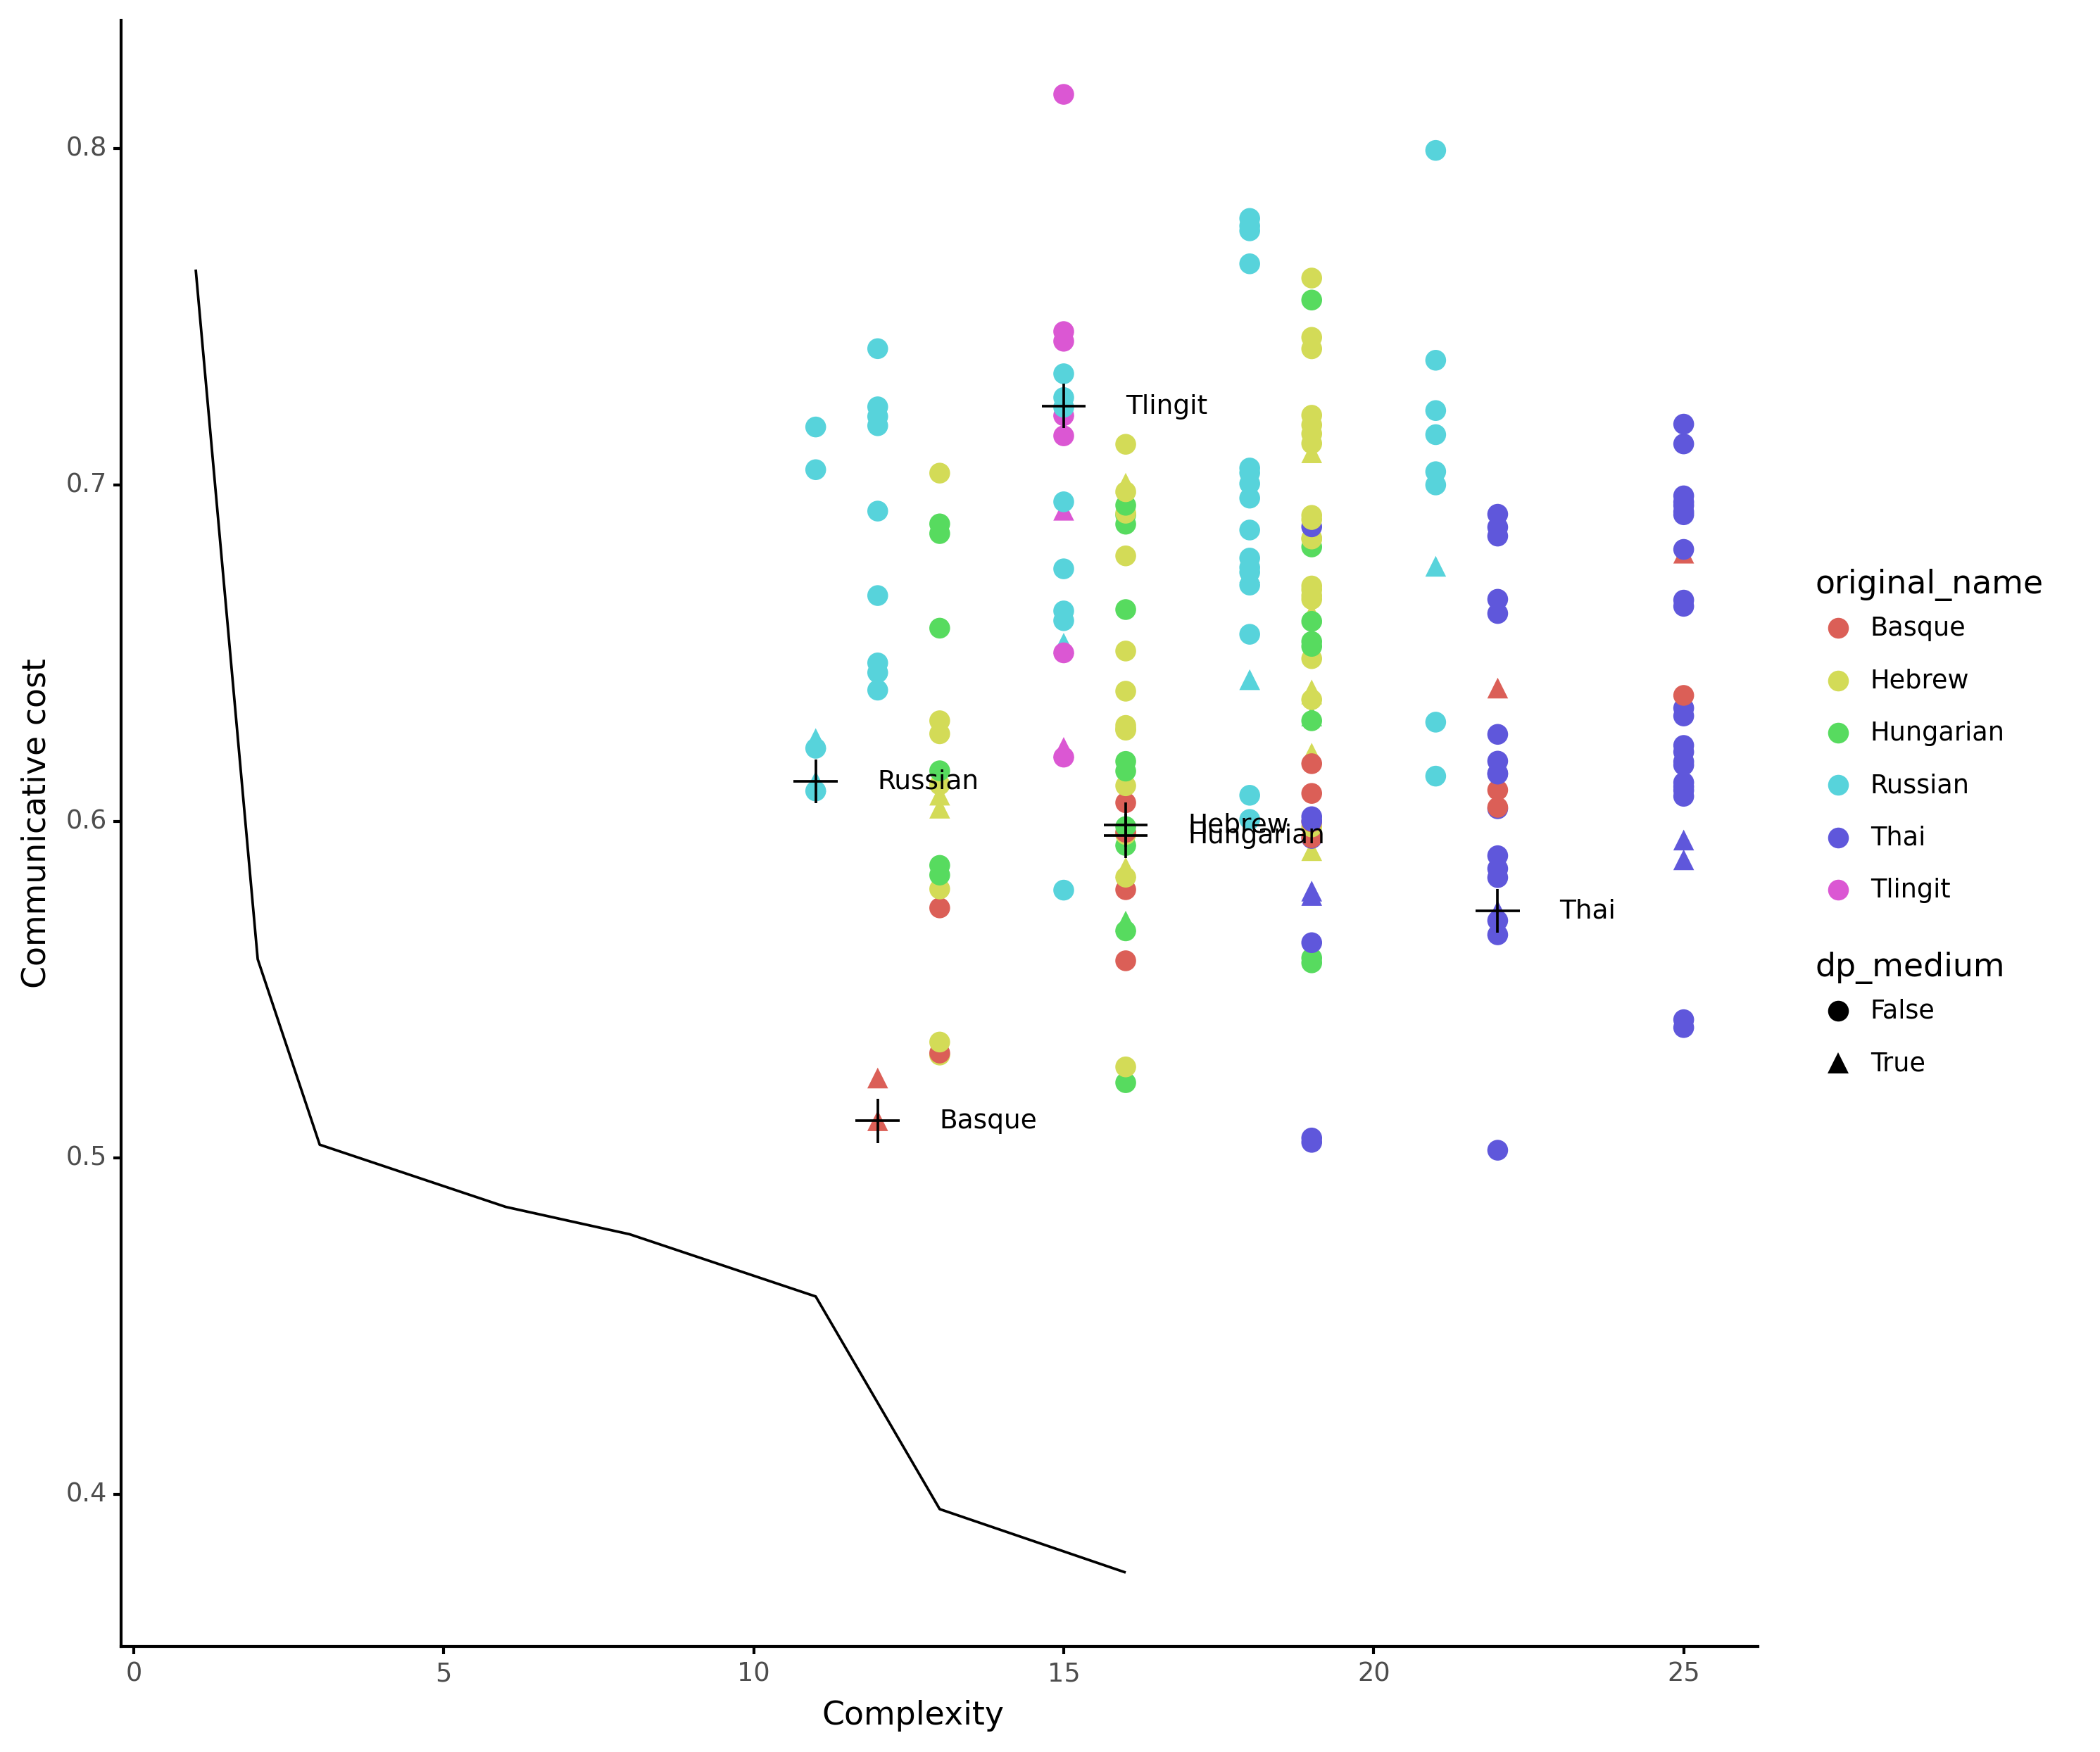 Communicative cost
0.8
0.7
0.6
0.5
0.4
0
5
10
15
20
25
Complexity
Tlingit
Russian
Hebrew
Hungarian
Thai
Basque
original_name
Basque
Hebrew
Hungarian
Russian
Thai
Tlingit
dp_medium
False
True